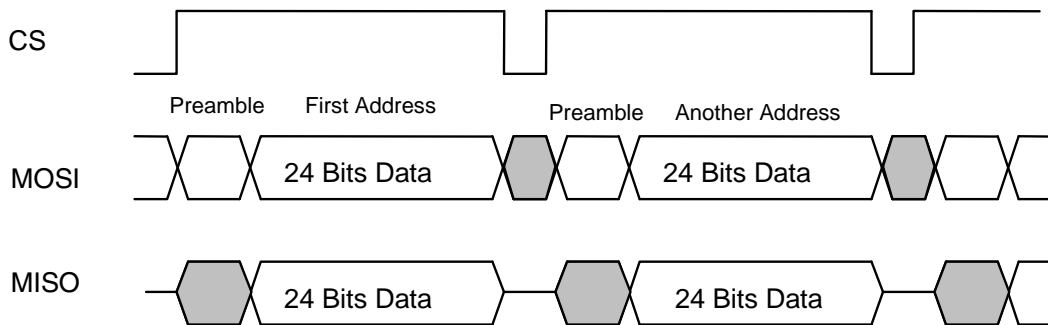 CS
Preamble First Address Preamble Another Address
MOSI 24 Bits Data 24 Bits Data
MISO 24 Bits Data 24 Bits Data